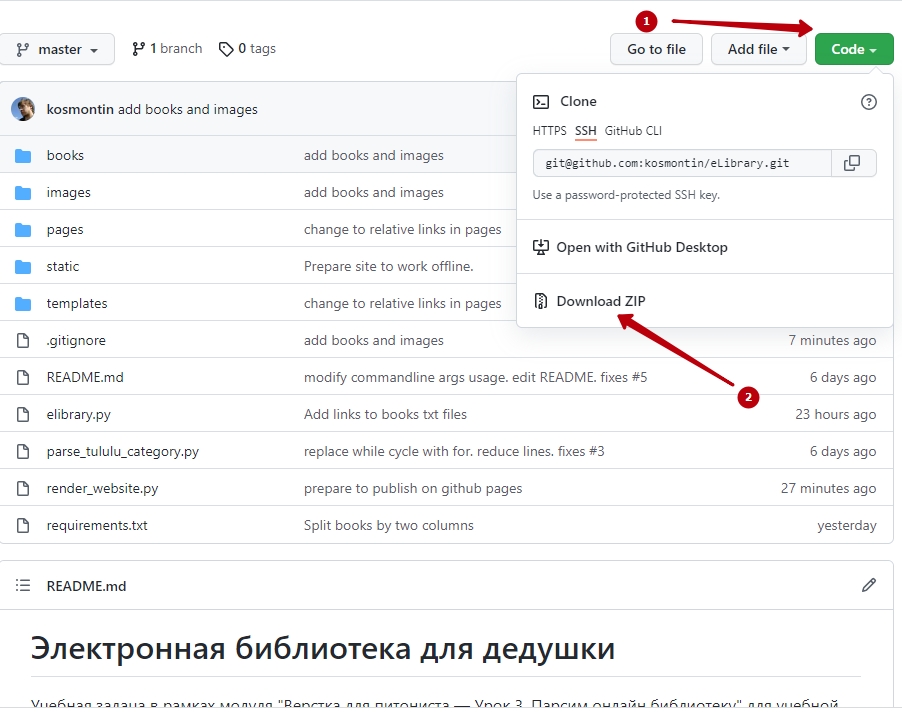 1
master 1 branch 0 tags Go to file Add file Code
kosmontin add books and images
Clone
HTTPS SSH GitHub CLI
git@github.com:kosmontin/eLibrary.git
Use a password-protected SSH key.
Open with GitHub Desktop
Download ZIP
2
books add books and images
images add books and images
pages change to relative links in pages
static Prepare site to work offline.
templates change to relative links in pages
.gitignore add books and images 7 minutes ago
README.md modify commandline args usage. edit README. fixes #5 6 days ago
elibrary.py Add links to books txt files 23 hours ago
parse_tululu_category.py replace while cycle with for. reduce lines. fixes #3 6 days ago
render_website.py prepare to publish on github pages 27 minutes ago
requirements.txt Split books by two columns yesterday
README.md
Электронная библиотека для дедушки
Учебная задача в рамках модуля "Верстка для питониста — Урок 3. Парсим онлайн библиотеку" для учебной